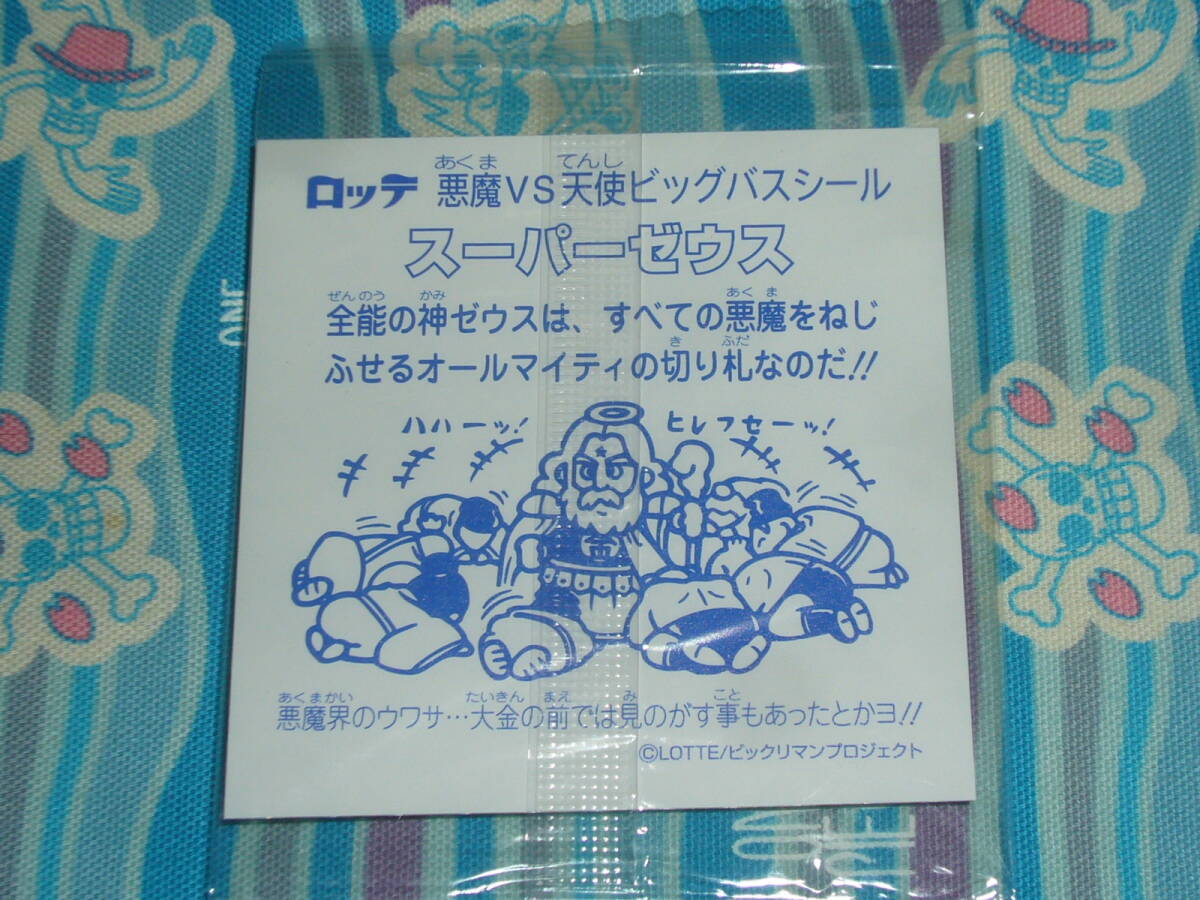 ロッテ 悪魔VS天使ビッグバスシール
あくま てんし
スーパーゼウス
ぜんのう かみ あくま
全能の神ゼウスは、すべての悪魔をねじ
き ふだ
ふせるオールマイティの切り札なのだ!!
ハハーッ! ヒレフセーッ!
あくまかい たいきん まえ み こと
悪魔界のウワサ…大金の前では見のがす事もあったとかヨ!!
©LOTTE/ビックリマンプロジェクト
ONE